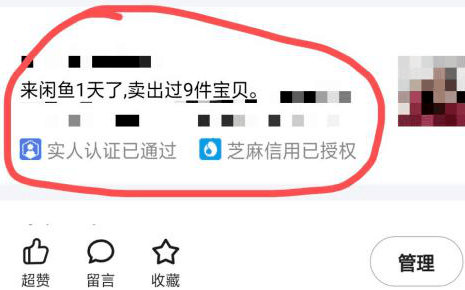 来闲鱼1天了,卖出过9件宝贝。
实人认证已通过 芝麻信用已授权
超赞 留言 收藏 管理